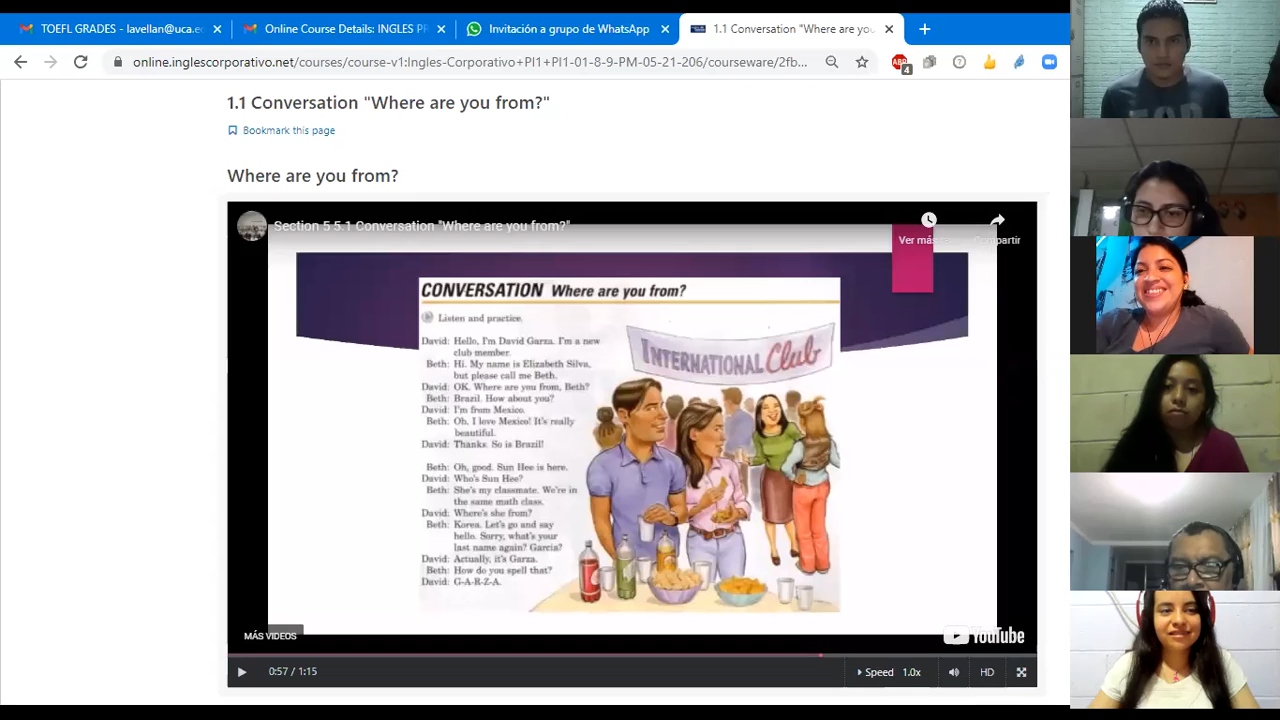 TOEFL GRADES - lavellan@uca.ec
Online Course Details: INGLES PR
Invitación a grupo de WhatsApp
1.1 Conversation "Where are you
online.inglescorporativo.net/courses/course-v1:Ingles-Corporativo+PI1+PI1-01-8-9-PM-05-21-206/courseware/2fb...
ABP
4
1.1 Conversation "Where are you from?"
Bookmark this page
Where are you from?
Section 5 5.1 Conversation "Where are you from?"
Ver más
Compartir
CONVERSATION Where are you from?
Listen and practice.
David: Hello, I'm David Garza. I'm a new
club member.
Beth: Hi. My name is Elizabeth Silva,
but please call me Beth.
David: OK. Where are you from, Beth?
Beth: Brazil. How about you?
David: I'm from Mexico.
Beth: Oh, I love Mexico! It's really
beautiful.
David: Thanks. So is Brazil!
Beth: Oh, good. Sun Hee is here.
David: Who's Sun Hee?
Beth: She's my classmate. We're in
the same math class.
David: Where's she from?
Beth: Korea. Let's go and say
hello. Sorry, what's your
last name again? Garcia?
David: Actually, it's Garza.
Beth: How do you spell that?
David: G-A-R-Z-A.
INTERNATIONAL Club
MÁS VIDEOS
YouTube
0:57 / 1:15
Speed 1.0x
HD